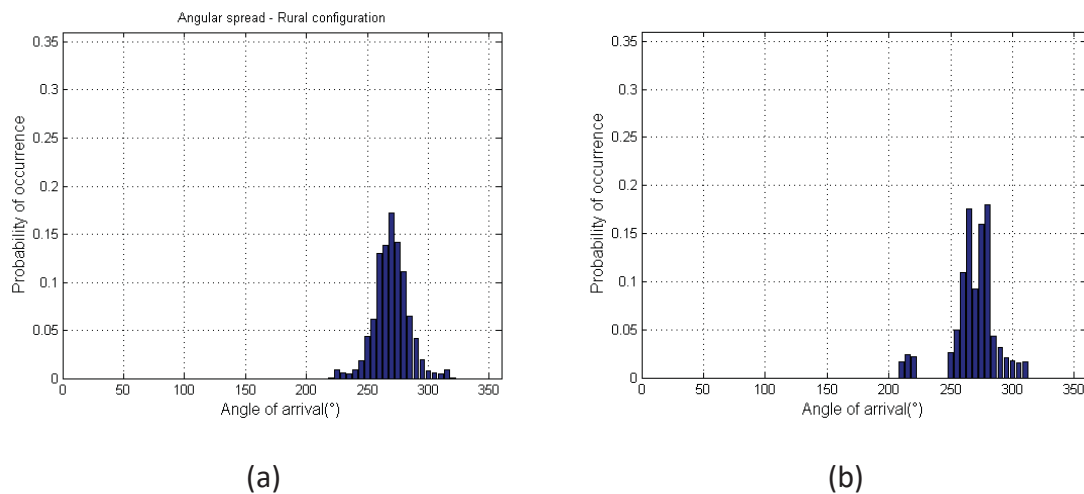 Angular spread - Rural configuration
0.35
0.3
0.25
0.2
0.15
0.1
0.05
0
Probability of occurrence
0 50 100 150 200 250 300 350
Angle of arrival(°)
(a)
0.35
0.3
0.25
0.2
0.15
0.1
0.05
0
Probability of occurrence
0 50 100 150 200 250 300 350
Angle of arrival(°)
(b)